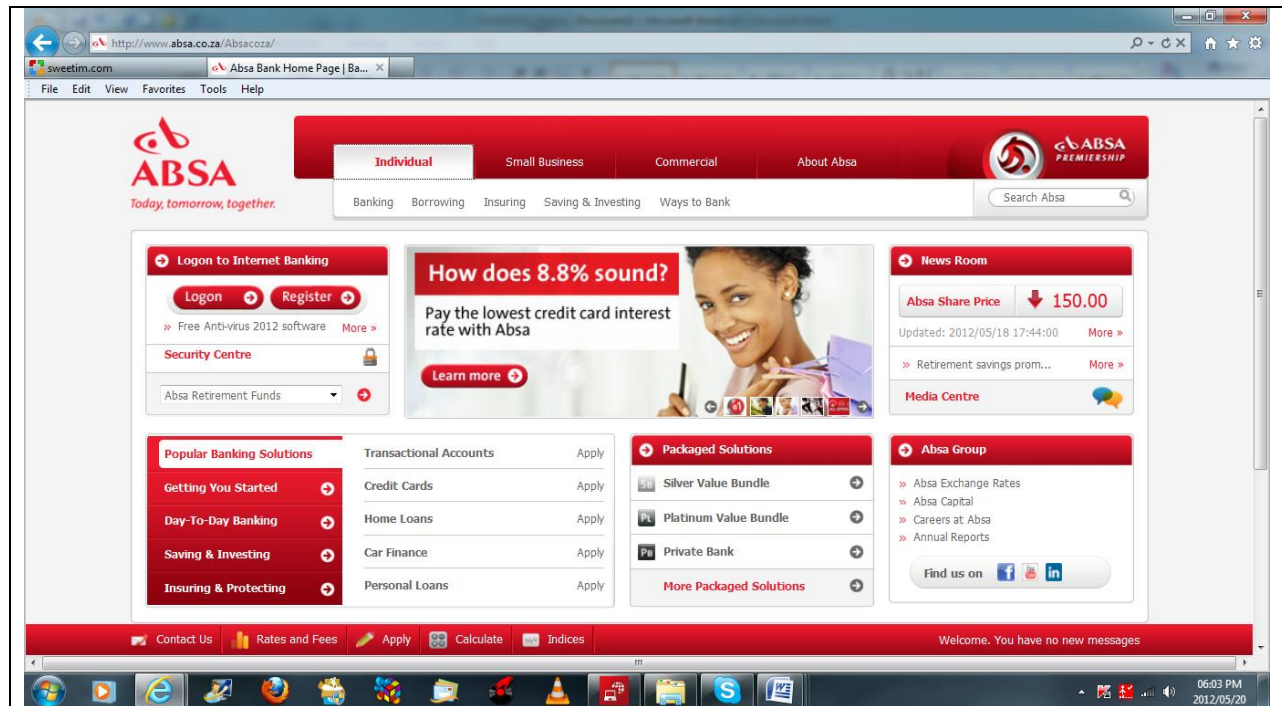 http://www.absa.co.za/Absacoza/
sweetim.com
Absa Bank Home Page | Ba...
File Edit View Favorites Tools Help
ABSA
Today, tomorrow, together.
Individual Small Business Commercial About Absa
ABSA
PREMIERSHIP
Banking Borrowing Insuring Saving & Investing Ways to Bank
Search Absa
Logon to Internet Banking
Logon Register
» Free Anti-virus 2012 software More »
Security Centre
Absa Retirement Funds
How does 8.8% sound?
Pay the lowest credit card interest
rate with Absa
Learn more
News Room
Absa Share Price 150.00
Updated: 2012/05/18 17:44:00 More »
» Retirement savings prom... More »
Media Centre
Popular Banking Solutions
Getting You Started
Day-To-Day Banking
Saving & Investing
Insuring & Protecting
Transactional Accounts Apply
Credit Cards Apply
Home Loans Apply
Car Finance Apply
Personal Loans Apply
Packaged Solutions
Silver Value Bundle
PL Platinum Value Bundle
PB Private Bank
More Packaged Solutions
Absa Group
» Absa Exchange Rates
» Absa Capital
» Careers at Absa
» Annual Reports
Find us on f in
Contact Us Rates and Fees Apply Calculate Indices
Welcome. You have no new messages
06:03 PM
2012/05/20